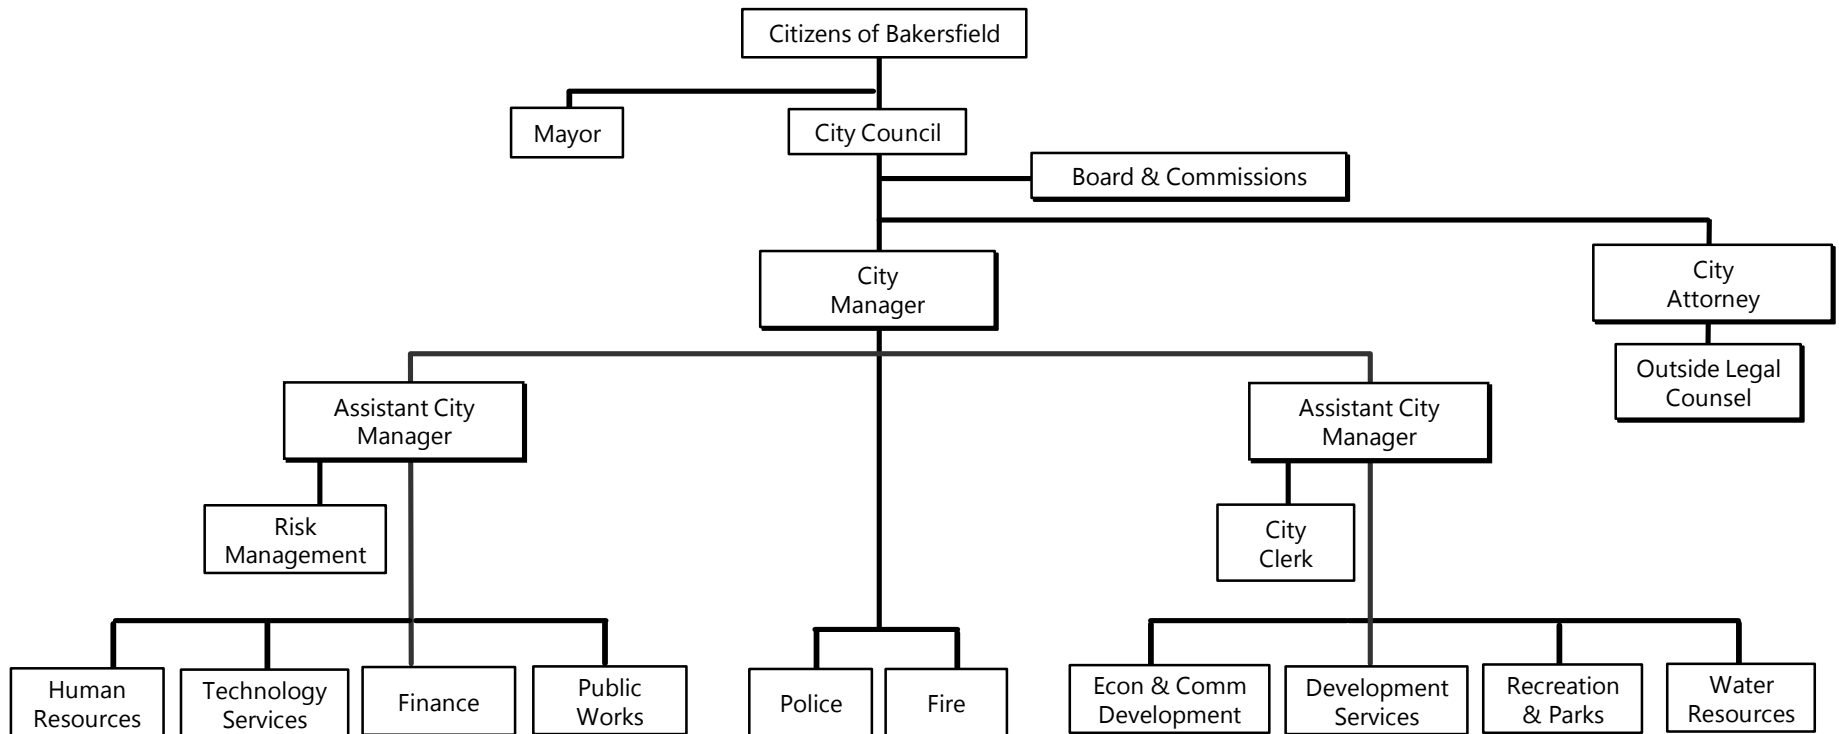 Citizens of Bakersfield
Mayor
City Council
Board & Commissions
City
Manager
City
Attorney
Outside Legal
Counsel
Assistant City
Manager
Assistant City
Manager
Risk
Management
City
Clerk
Human
Resources
Technology
Services
Finance
Public
Works
Police
Fire
Econ & Comm
Development
Development
Services
Recreation
& Parks
Water
Resources